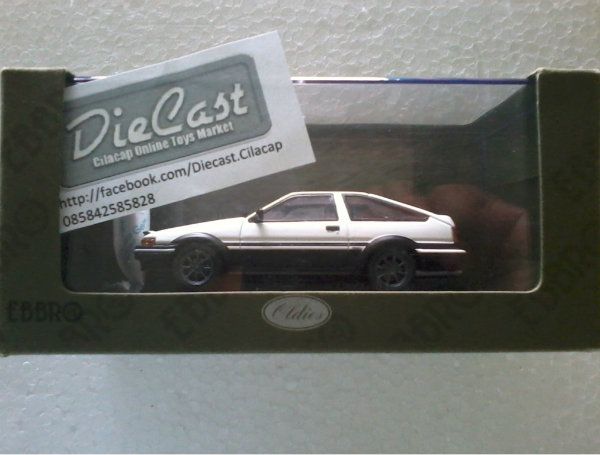 DieCast
Cilacap Online Toys Market
http://facebook.com/Diecast.Cilacap
085842585828
EBBRO
Oldies